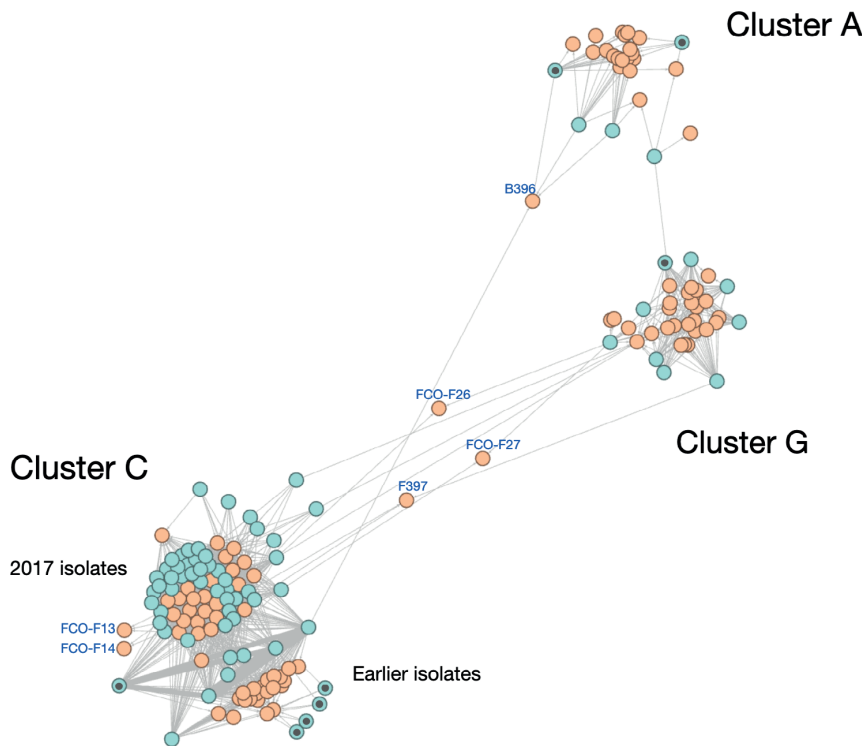 Cluster A
B396
FCO-F26
Cluster G
FCO-F27
Cluster C
F397
2017 isolates
FCO-F13
FCO-F14
Earlier isolates